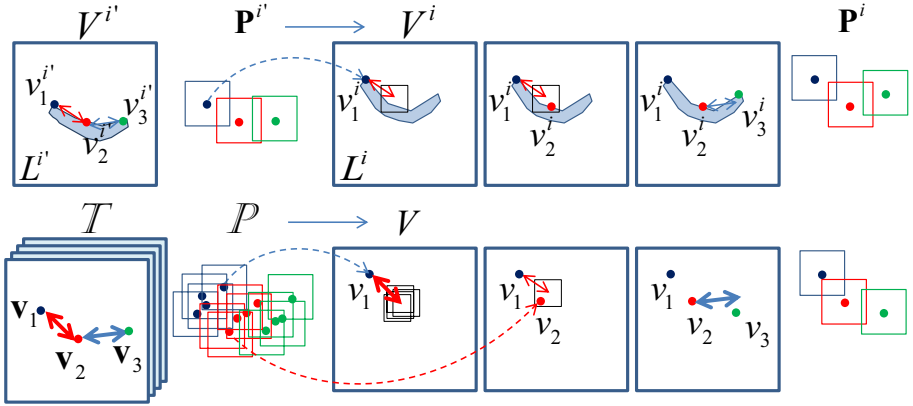 V^{i'} 𝐏^{i'} V^i 𝐏^i
v_1^{i'} v_2^{i'} v_3^{i'} L^{i'}
v_1^i L^i
v_1^i v_2^i
v_1^i v_2^i v_3^i
𝕋 ℙ V
𝐯_1 𝐯_2 𝐯_3
v_1
v_1 v_2
v_1 v_2 v_3